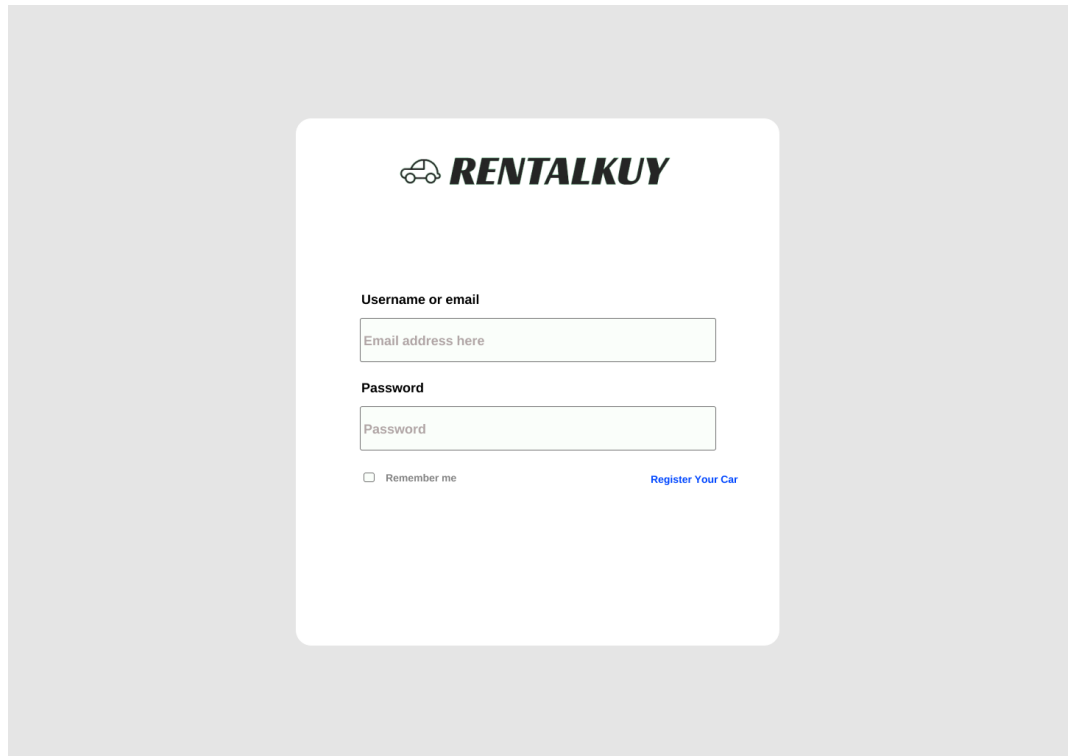 RENTALKUY
Username or email
Email address here
Password
Password
Remember me
Register Your Car